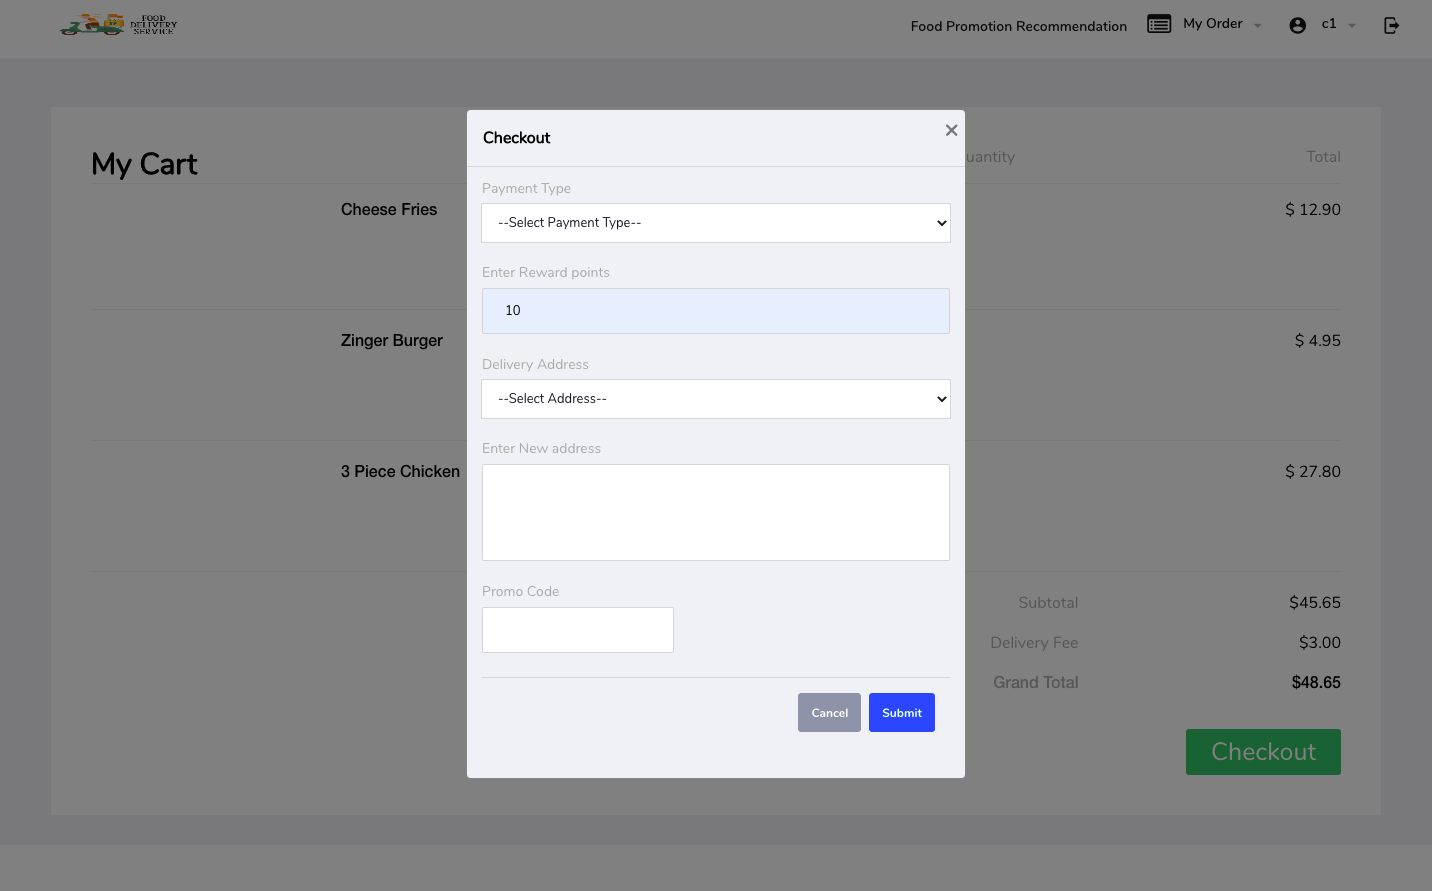 FOOD
DELIVERY
SERVICE
Food Promotion Recommendation
My Order
c1
My Cart
uantity
Total
Cheese Fries
$ 12.90
Zinger Burger
$ 4.95
3 Piece Chicken
$ 27.80
Subtotal
$45.65
Delivery Fee
$3.00
Grand Total
$48.65
Checkout
Checkout
×
Payment Type
--Select Payment Type--
Enter Reward points
10
Delivery Address
--Select Address--
Enter New address
Promo Code
Cancel
Submit